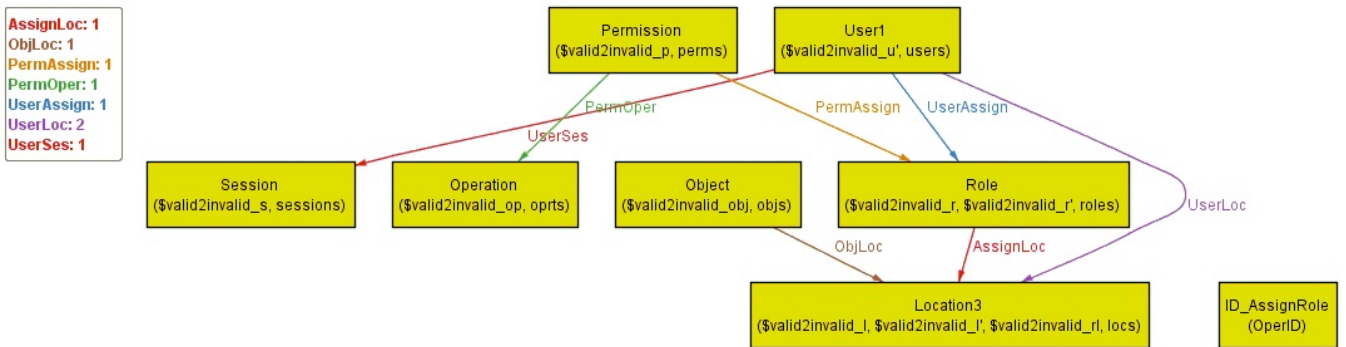 AssignLoc: 1
ObjLoc: 1
PermAssign: 1
PermOper: 1
UserAssign: 1
UserLoc: 2
UserSes: 1
Permission
($valid2invalid_p, perms)
User1
($valid2invalid_u', users)
PermOper
PermAssign
UserAssign
UserSes
Session
($valid2invalid_s, sessions)
Operation
($valid2invalid_op, oprts)
Object
($valid2invalid_obj, objs)
Role
($valid2invalid_r, $valid2invalid_r', roles)
UserLoc
ObjLoc
AssignLoc
Location3
($valid2invalid_l, $valid2invalid_l', $valid2invalid_rl, locs)
ID_AssignRole
(OperID)